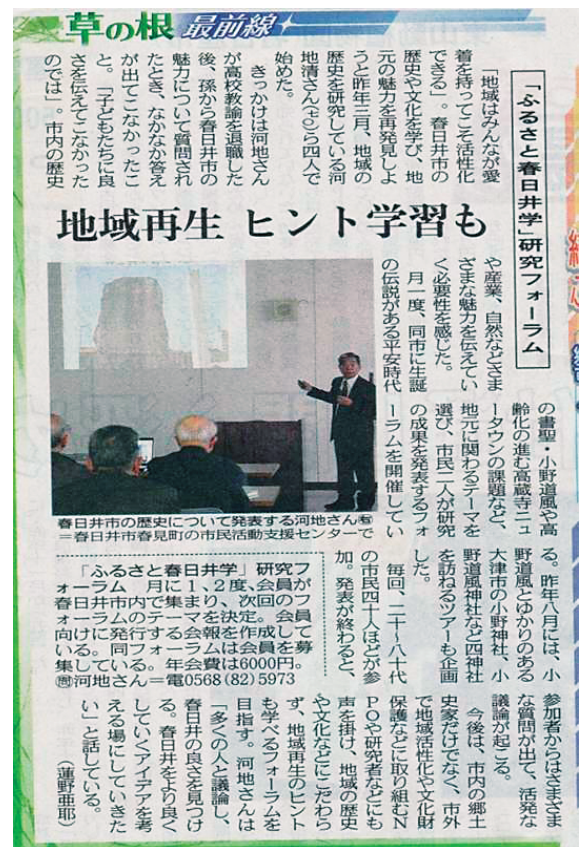 草の根 最前線
「ふるさと春日井学」研究フォーラム
地域再生 ヒント学習も
「地域はみんなが愛
着を持ってこそ活性化
できる」。春日井市の
歴史や文化を学び、地
元の魅力を再発見しよ
うと昨年三月、地域の
歴史を研究している河
地清さんら四人で
始めた。
きっかけは河地さん
が高校教諭を退職した
後、孫から春日井市の
魅力について質問され
たとき、なかなか答え
が出てこなかったこ
と。「子どもたちに良
さを伝えてこなかった
のでは」。市内の歴史
や産業、自然などさま
ざまな魅力を伝えてい
く必要性を感じた。
月一度、同市に生誕
の伝説がある平安時代
の書聖・小野道風や高
齢化の進む高蔵寺ニュ
ータウンの課題など、
地元に関わるテーマを
選び、市民二人が研究
の成果を発表するフォ
ーラムを開催してい
る。昨年八月には、小
野道風とゆかりのある
大津市の小野神社、小
野道風神社など四神社
を訪ねるツアーも企画
した。
毎回、二十〜八十代
の市民四十人ほどが参
加。発表が終わると、
参加者からはさまざま
な質問が出て、活発な
議論が起こる。
今後は、市内の郷土
史家だけでなく、市外
で地域活性化や文化財
保護などに取り組むN
POや研究者などにも
声を掛け、地域の歴史
や文化などにこだわら
ず、地域再生のヒント
も学べるフォーラムを
目指す。河地さんは
「多くの人と議論し、
春日井の良さを見つけ
る。春日井をより良く
していくアイデアを考
える場にしていきた
い」と話している。
(蓮野亜耶)
春日井市の歴史について発表する河地さん㊨
=春日井市春見町の市民活動支援センターで
「ふるさと春日井学」研究フ
ォーラム 月に1、2度、会員が
春日井市内で集まり、次回のフ
ォーラムのテーマを決定。会員
向けに発行する会報を作成して
いる。同フォーラムは会員を募
集している。年会費は6000円。
㉄河地さん=電0568(82)5973